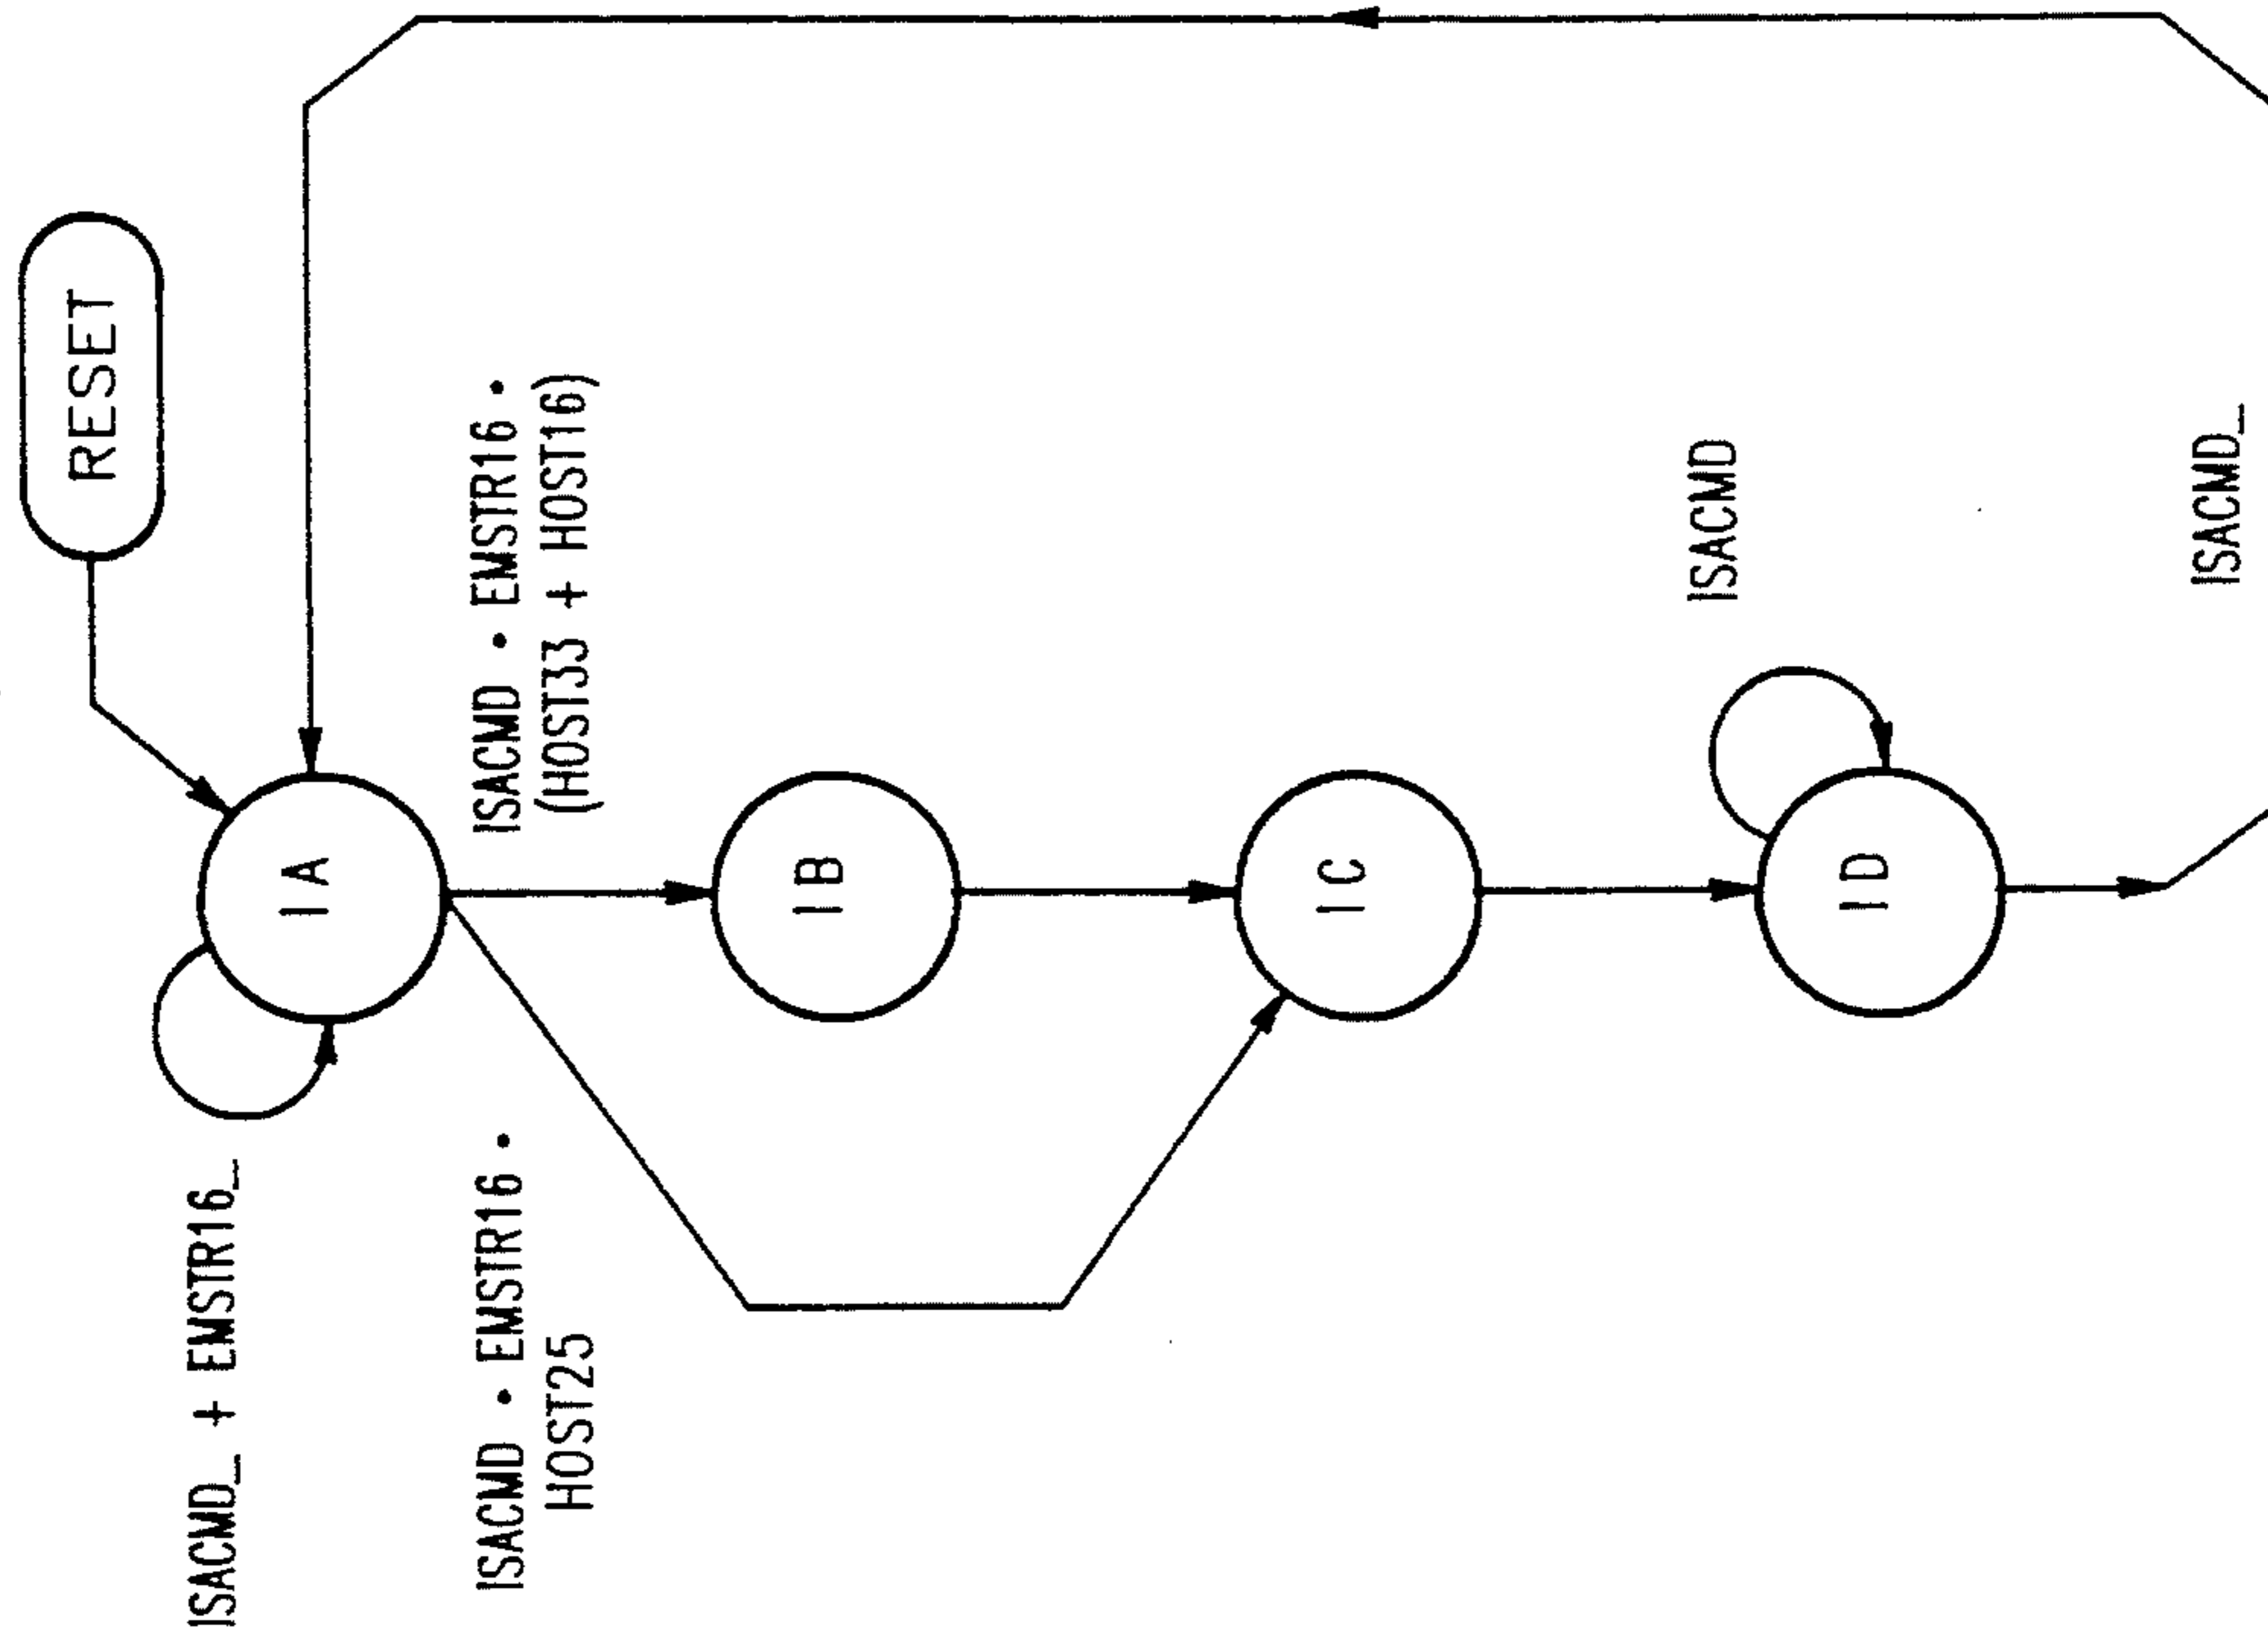 RESET
ISACMD_ + EMSTR16_
IA
ISACMD • EMSTR16 •
(HOST33 + HOST16)
ISACMD • EMSTR16 •
HOST25
IB
IC
ISACMD
ID
ISACMD_